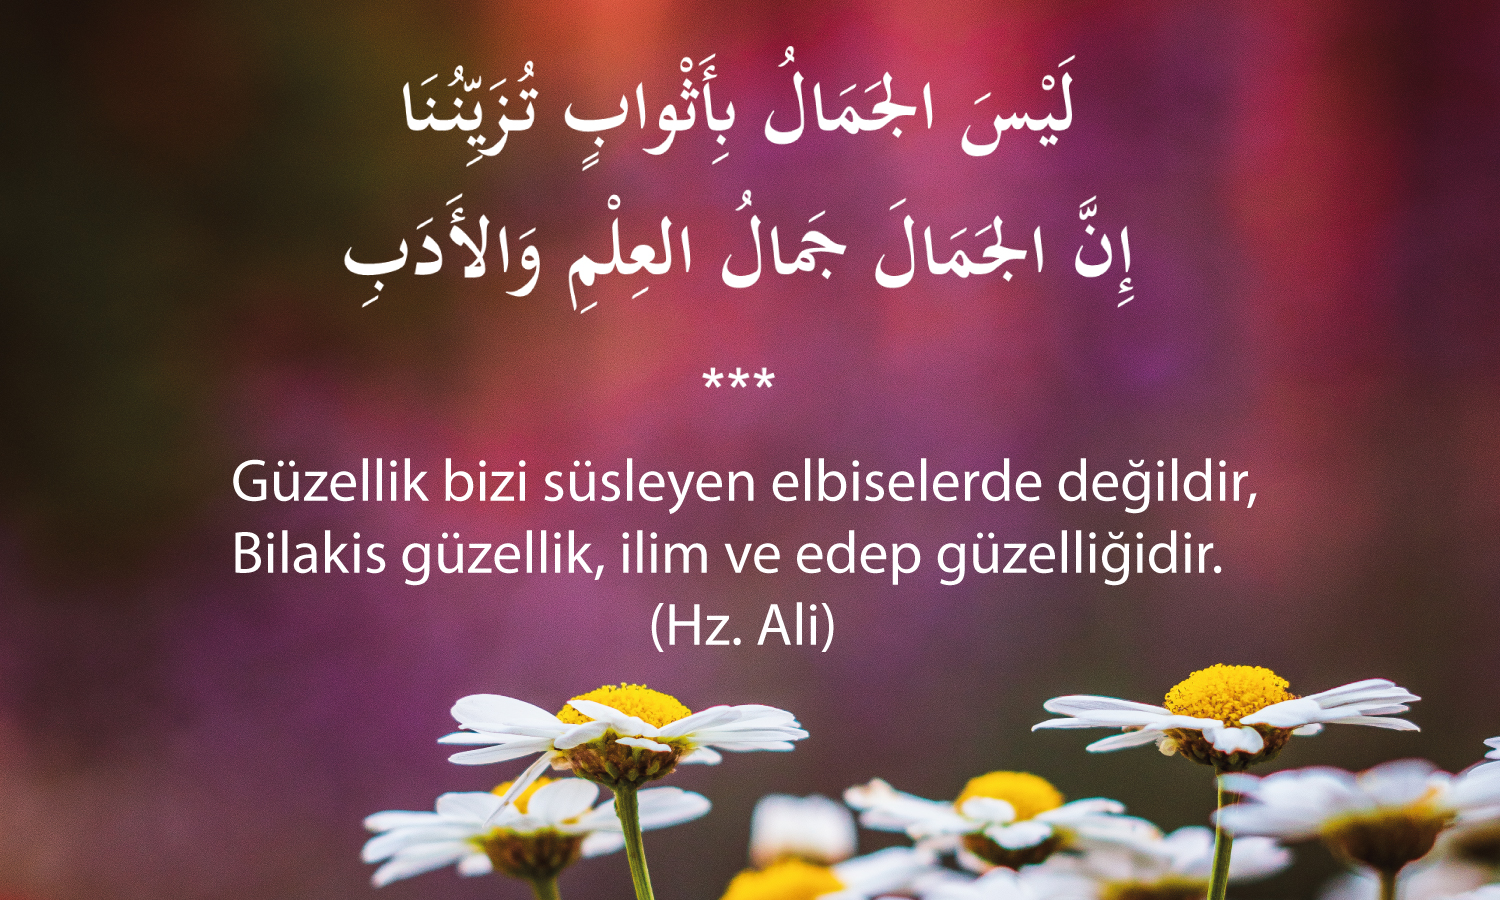 لَيْسَ الجَمَالُ بِأَثْوابٍ تُزَيِّنُنَا
إِنَّ الجَمَالَ جَمالُ العِلْمِ وَالأَدَبِ
***
Güzellik bizi süsleyen elbiselerde değildir,
Bilakis güzellik, ilim ve edep güzelliğidir.
(Hz. Ali)